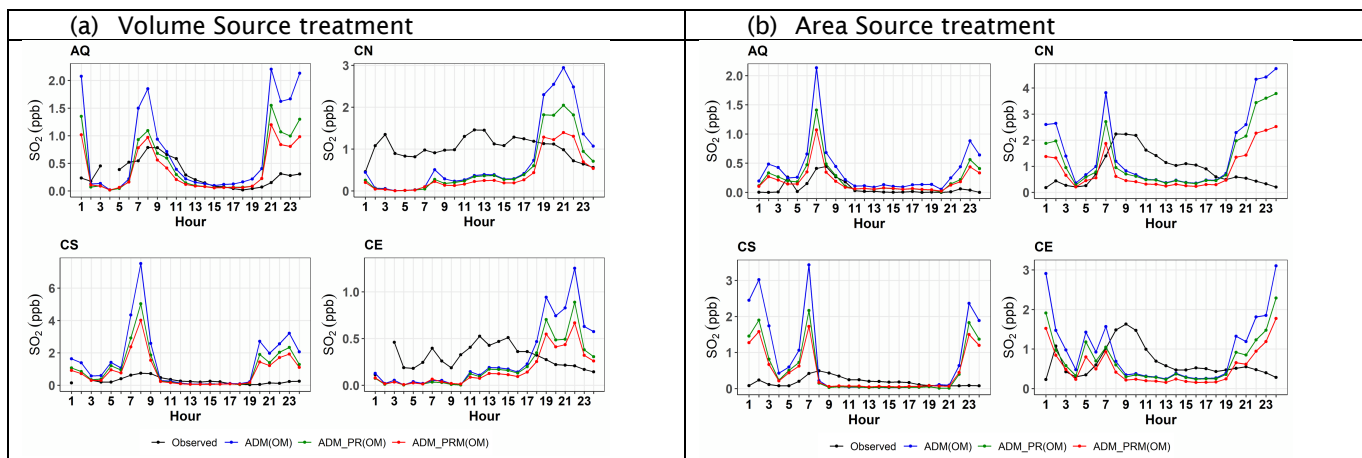 (a) Volume Source treatment
(b) Area Source treatment
AQ
CN
SO2 (ppb)
2.0
1.5
1.0
0.5
0.0
1 3 5 7 9 11 13 15 17 19 21 23
Hour
SO2 (ppb)
3
2
1
0
1 3 5 7 9 11 13 15 17 19 21 23
Hour
CS
CE
SO2 (ppb)
6
4
2
0
1 3 5 7 9 11 13 15 17 19 21 23
Hour
SO2 (ppb)
1.0
0.5
0.0
1 3 5 7 9 11 13 15 17 19 21 23
Hour
Observed ADM(OM) ADM_PR(OM) ADM_PRM(OM)
AQ
CN
SO2 (ppb)
2.0
1.5
1.0
0.5
0.0
1 3 5 7 9 11 13 15 17 19 21 23
Hour
SO2 (ppb)
4
3
2
1
0
1 3 5 7 9 11 13 15 17 19 21 23
Hour
CS
CE
SO2 (ppb)
3
2
1
0
1 3 5 7 9 11 13 15 17 19 21 23
Hour
SO2 (ppb)
3
2
1
0
1 3 5 7 9 11 13 15 17 19 21 23
Hour
Observed ADM(OM) ADM_PR(OM) ADM_PRM(OM)